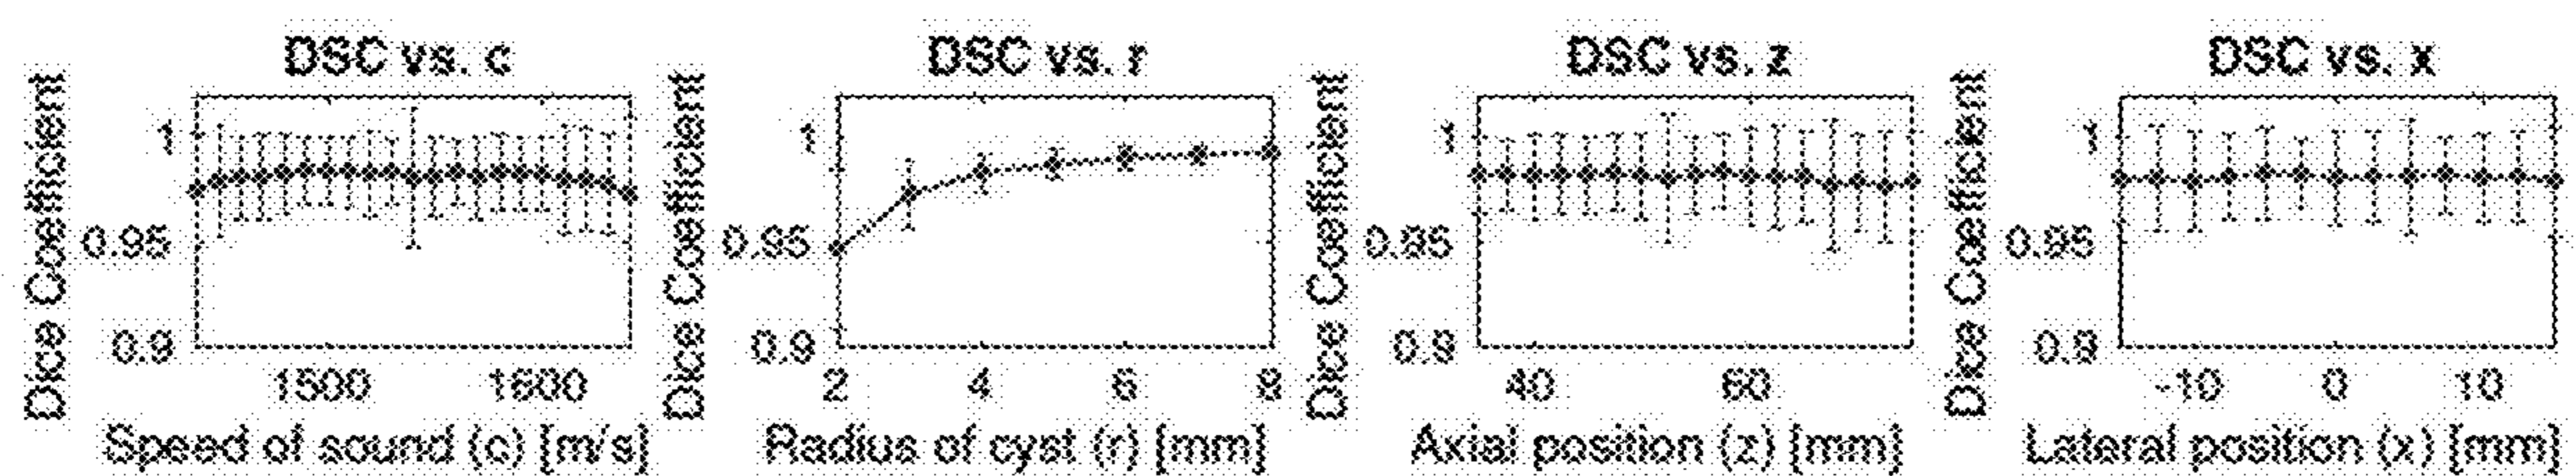 DSC vs. c
Dice Coefficient
1
0.95
0.9
1500 1600
Speed of sound (c) [m/s]
DSC vs. r
Dice Coefficient
1
0.95
0.9
2 4 6 8
Radius of cyst (r) [mm]
DSC vs. z
Dice Coefficient
1
0.95
0.9
40 60
Axial position (z) [mm]
DSC vs. x
Dice Coefficient
1
0.95
0.9
-10 0 10
Lateral position (x) [mm]